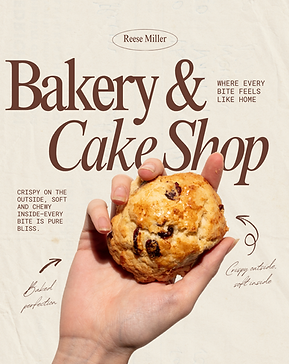 Reese Miller
Bakery &
WHERE EVERY
BITE FEELS
LIKE HOME
Cake Shop
CRISPY ON THE
OUTSIDE, SOFT
AND CHEWY
INSIDE—EVERY
BITE IS PURE
BLISS.
Baked
perfection
Crispy outside,
soft inside